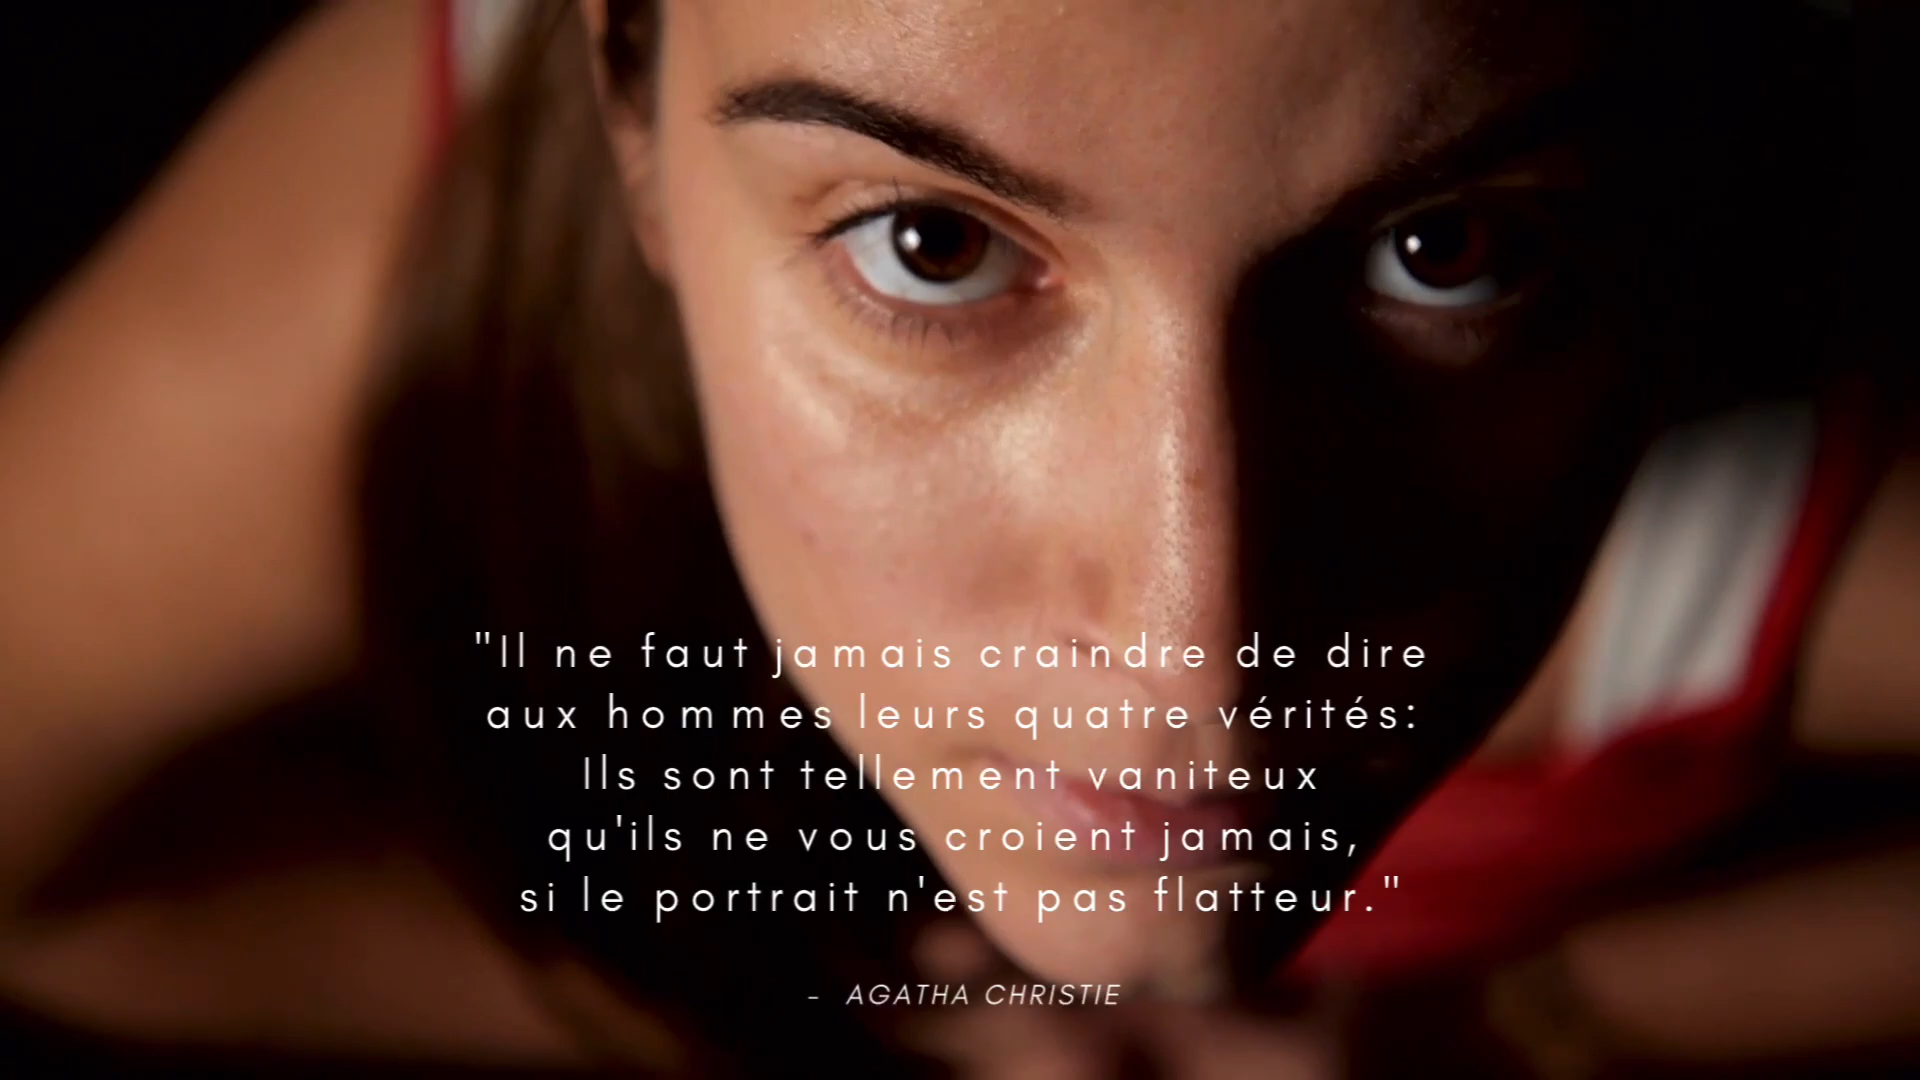 "Il ne faut jamais craindre de dire
aux hommes leurs quatre vérités:
Ils sont tellement vaniteux
qu'ils ne vous croient jamais,
si le portrait n'est pas flatteur."
- AGATHA CHRISTIE